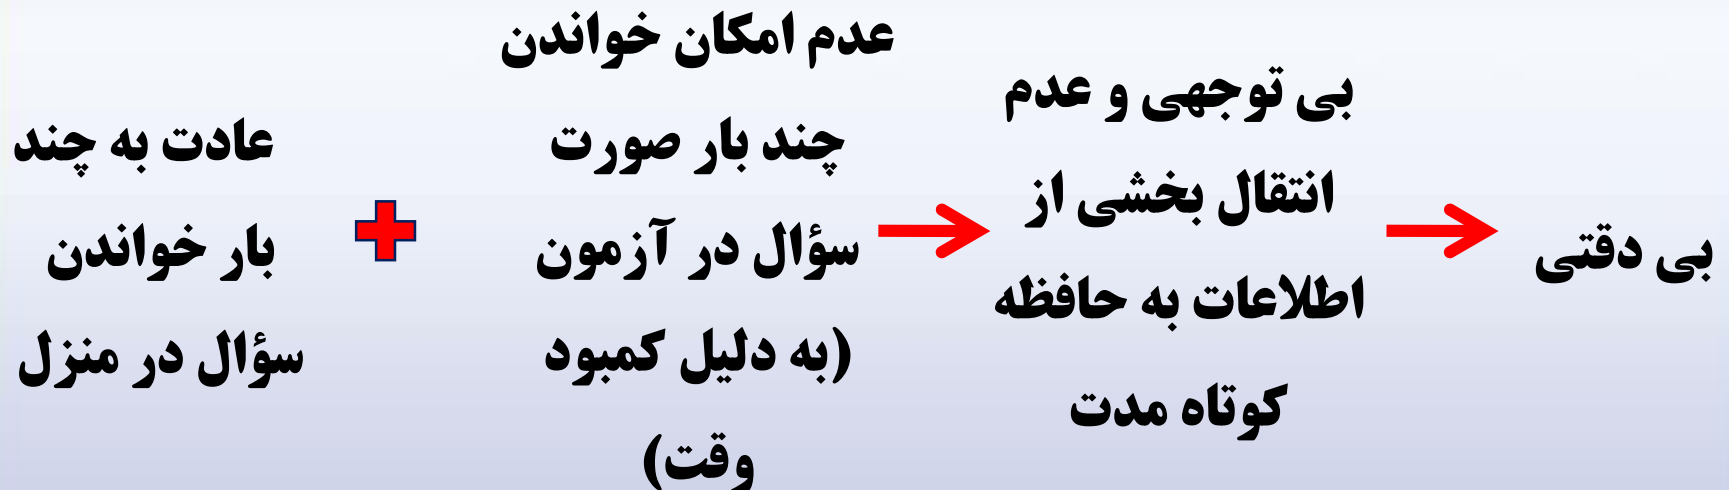 عادت به چند
بار خواندن
سؤال در منزل
عدم امکان خواندن
چند بار صورت
سؤال در آزمون
(به دلیل کمبود
وقت)
بی توجهی و عدم
انتقال بخشی از
اطلاعات به حافظه
کوتاه مدت
بی دقتی